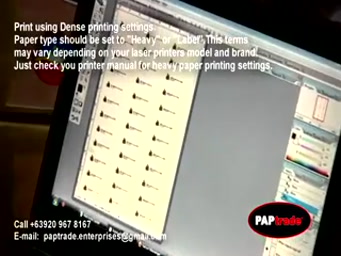 Print using Dense printing settings.
Paper type should be set to "Heavy" or "Label".This terms
may vary depending on your laser printers model and brand.
Just check you printer manual for heavy paper printing settings.
PAPtrade
Call +63920 967 8167
E-mail: paptrade.enterprises@gmail.com